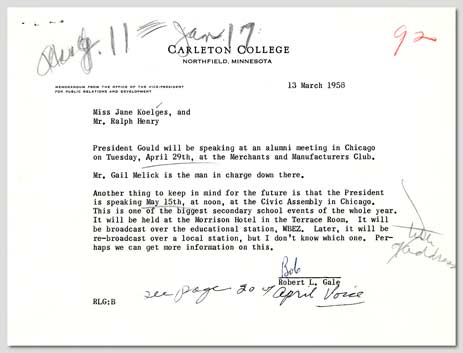 Aug. 11 Jan 17
92
CARLETON COLLEGE
NORTHFIELD, MINNESOTA
MEMORANDUM FROM THE OFFICE OF THE VICE-PRESIDENT
FOR PUBLIC RELATIONS AND DEVELOPMENT
13 March 1958
Miss Jane Koelges, and
Mr. Ralph Henry
President Gould will be speaking at an alumni meeting in Chicago
on Tuesday, April 29th, at the Merchants and Manufacturers Club.
Mr. Gail Melick is the man in charge down there.
Another thing to keep in mind for the future is that the President
is speaking May 15th, at noon, at the Civic Assembly in Chicago.
This is one of the biggest secondary school events of the whole year.
It will be held at the Morrison Hotel in the Terrace Room. It will
be broadcast over the educational station, WBEZ. Later, it will be
re-broadcast over a local station, but I don't know which one. Per-
haps we can get more information on this.
title
of address
Bob
Robert L. Gale
see page 20 of April Voice
RLG:B